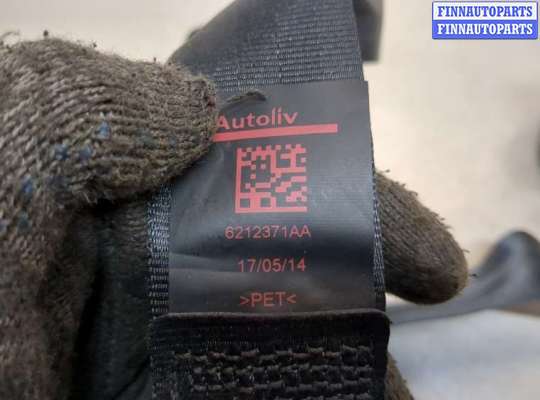 FINNAUTOPARTS
FINNAUTOPARTS
Autoliv
6212371AA
17/05/14
>PET<